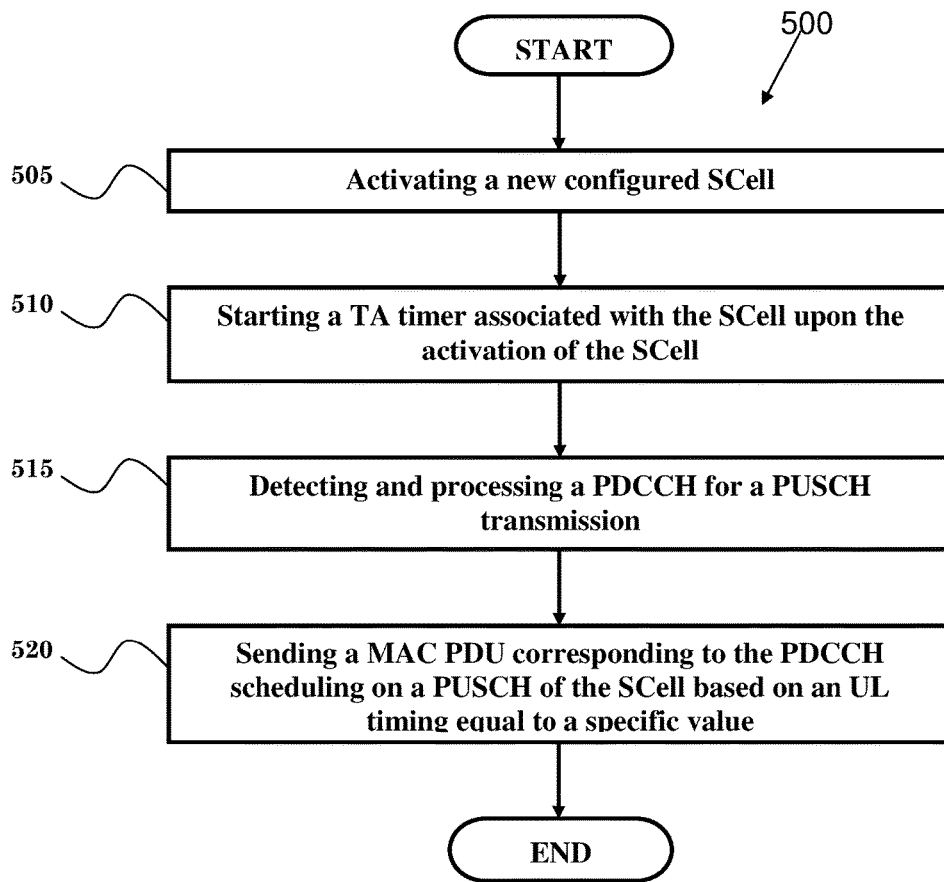 START
500
505
Activating a new configured SCell
510
Starting a TA timer associated with the SCell upon the
activation of the SCell
515
Detecting and processing a PDCCH for a PUSCH
transmission
520
Sending a MAC PDU corresponding to the PDCCH
scheduling on a PUSCH of the SCell based on an UL
timing equal to a specific value
END